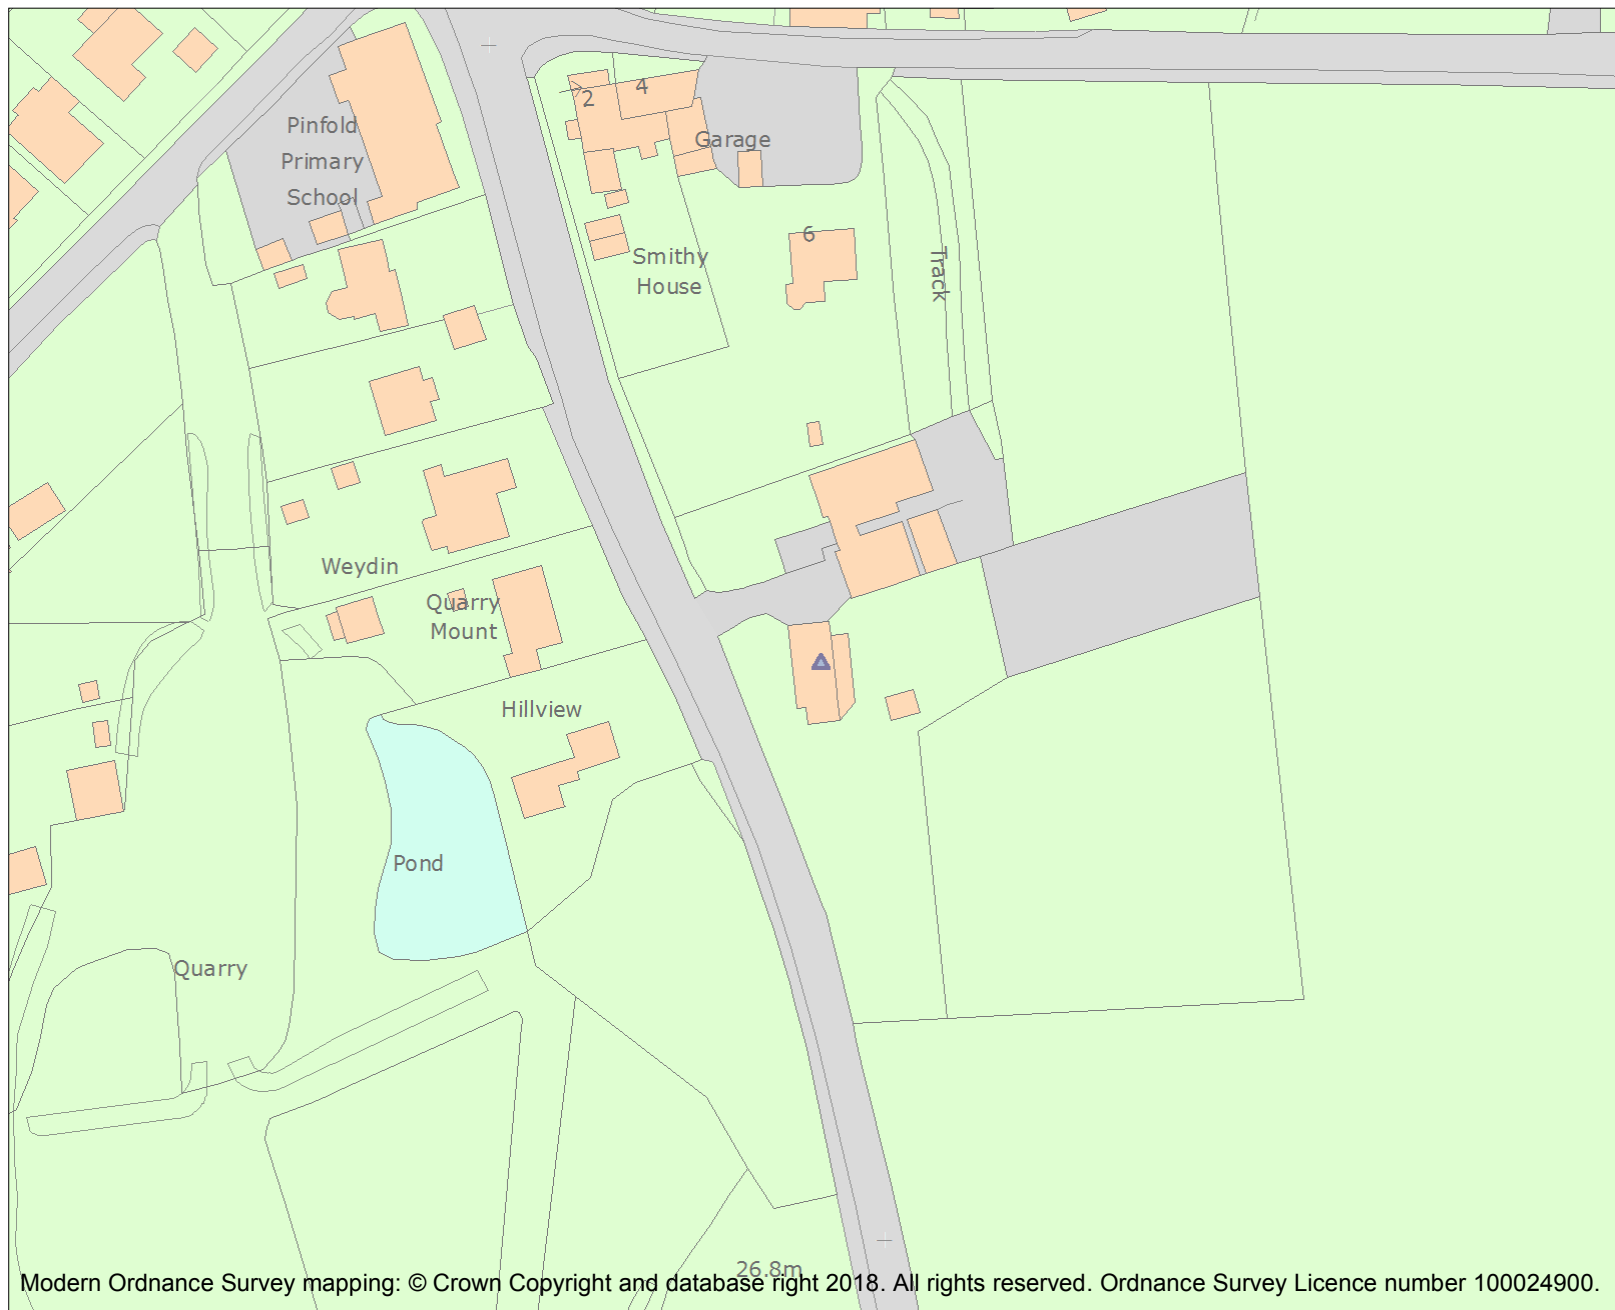 2
4
Pinfold
Primary
School
Garage
6
Smithy
House
Track
Weydin
Quarry
Mount
Hillview
Pond
Quarry
26.8m
Modern Ordnance Survey mapping: © Crown Copyright and database right 2018. All rights reserved. Ordnance Survey Licence number 100024900.